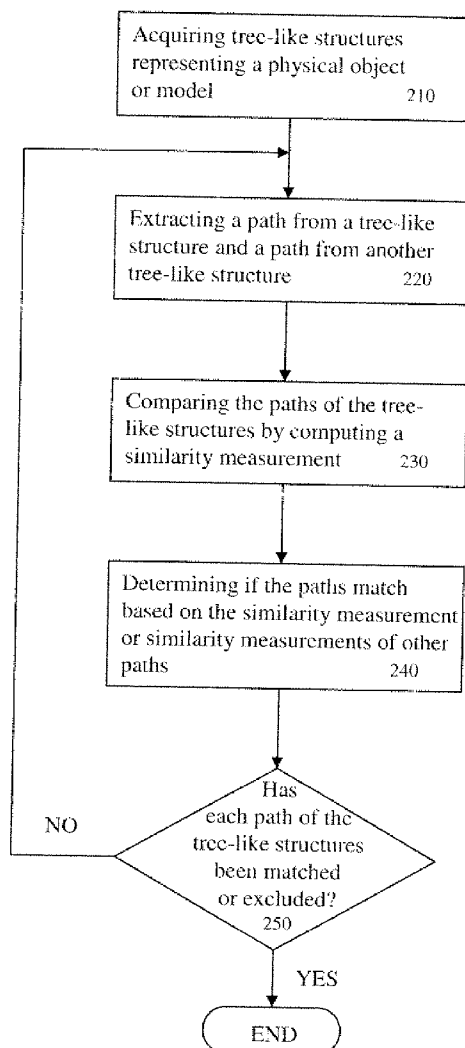 Acquiring tree-like structures
representing a physical object
or model 210
Extracting a path from a tree-like
structure and a path from another
tree-like structure 220
Comparing the paths of the tree-
like structures by computing a
similarity measurement 230
Determining if the paths match
based on the similarity measurement
or similarity measurements of other
paths 240
Has
each path of the
tree-like structures
been matched
or excluded?
250
NO
YES
END